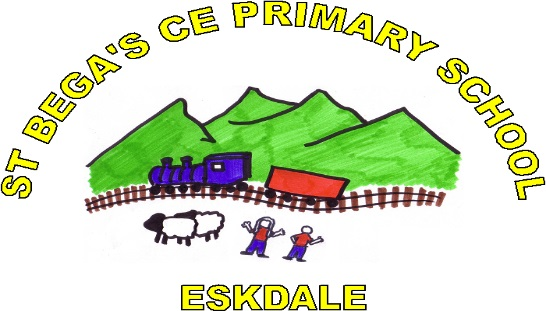 ST BEGA'S CE PRIMARY SCHOOL
ESKDALE